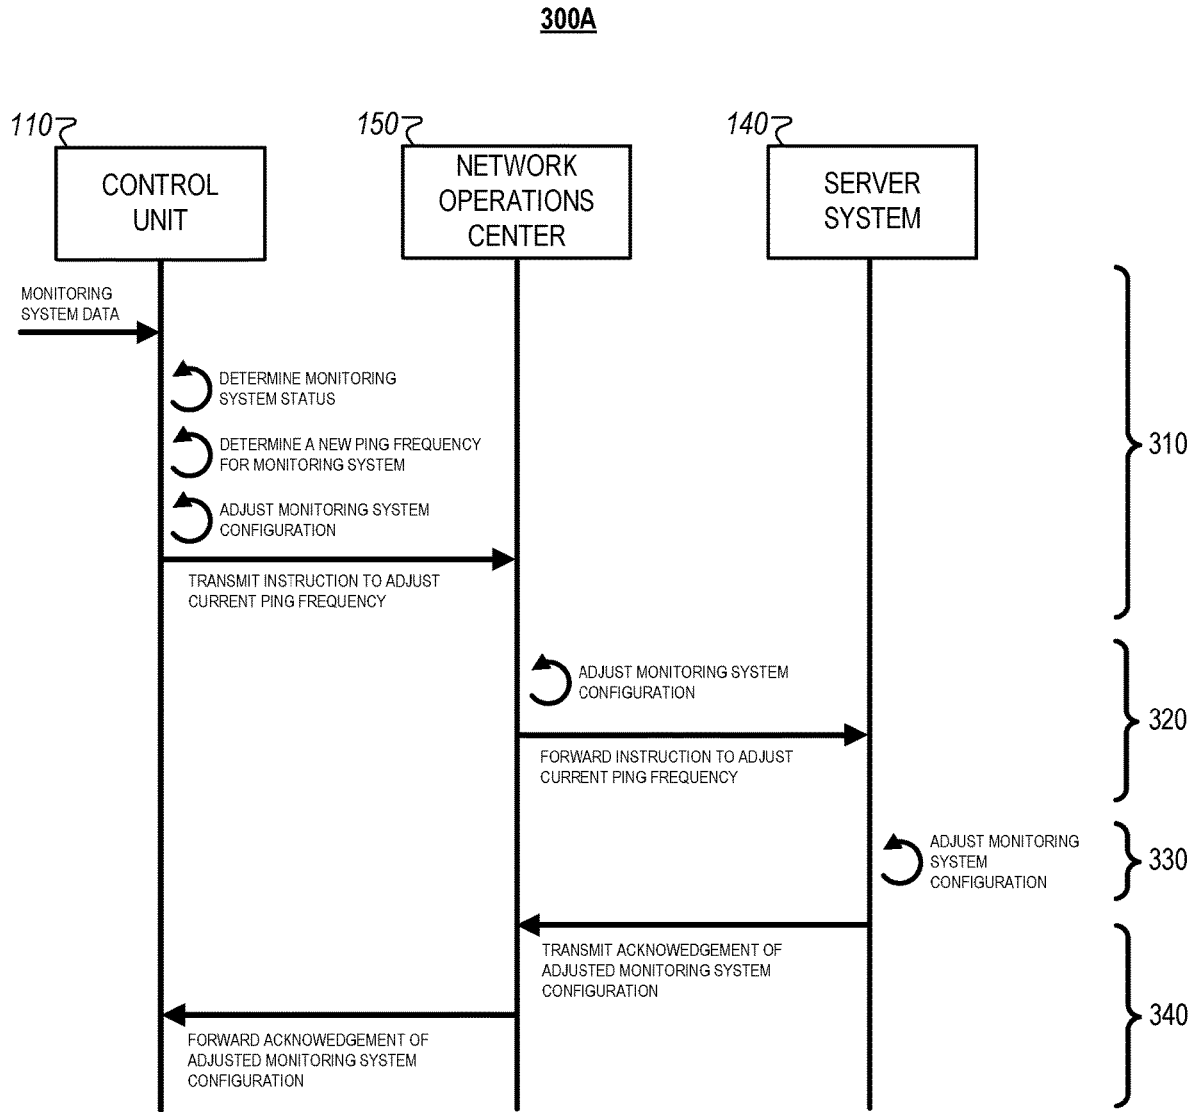 300A
110
150
140
CONTROL
UNIT
NETWORK
OPERATIONS
CENTER
SERVER
SYSTEM
MONITORING
SYSTEM DATA
DETERMINE MONITORING
SYSTEM STATUS
DETERMINE A NEW PING FREQUENCY
FOR MONITORING SYSTEM
ADJUST MONITORING SYSTEM
CONFIGURATION
TRANSMIT INSTRUCTION TO ADJUST
CURRENT PING FREQUENCY
310
ADJUST MONITORING SYSTEM
CONFIGURATION
FORWARD INSTRUCTION TO ADJUST
CURRENT PING FREQUENCY
320
ADJUST MONITORING
SYSTEM
CONFIGURATION
330
TRANSMIT ACKNOWEDGEMENT OF
ADJUSTED MONITORING SYSTEM
CONFIGURATION
FORWARD ACKNOWEDGEMENT OF
ADJUSTED MONITORING SYSTEM
CONFIGURATION
340